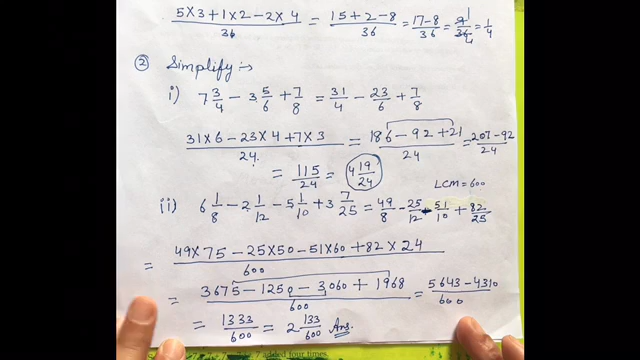 5×3+1×2−2×4/36 = 15+2−8/36 = 17−8/36 = 9/36 = 1/4
② Simplify :-
i) 7 3/4 − 3 5/6 + 7/8 = 31/4 − 23/6 + 7/8
31×6−23×4+7×3/24 = 186−92+21/24 = 207−92/24
= 115/24 = 4 19/24
LCM = 600
ii) 6 1/8 − 2 1/12 − 5 1/10 + 3 7/25 = 49/8 − 25/12 − 51/10 + 82/25
= 49×75−25×50−51×60+82×24/600
= 3675−1250−3060+1968/600 = 5643−4310/600
= 1333/600 = 2 133/600 Ans.
added four times